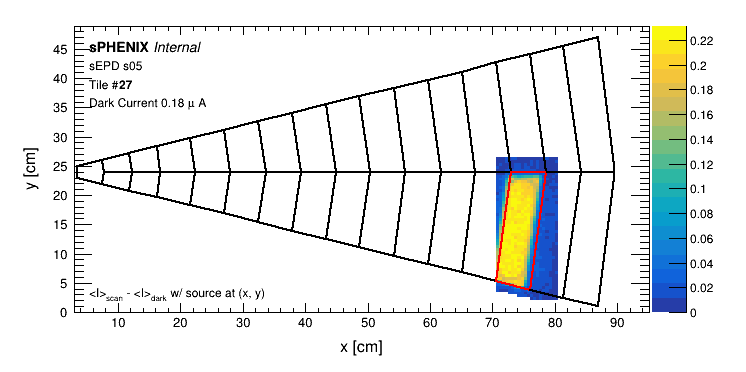 sPHENIX Internal
sEPD s05
Tile #27
Dark Current 0.18 μ A
<I>scan - <I>dark w/ source at (x, y)
y [cm]
45
40
35
30
25
20
15
10
5
0
10 20 30 40 50 60 70 80 90
x [cm]
0.22
0.2
0.18
0.16
0.14
0.12
0.1
0.08
0.06
0.04
0.02
0